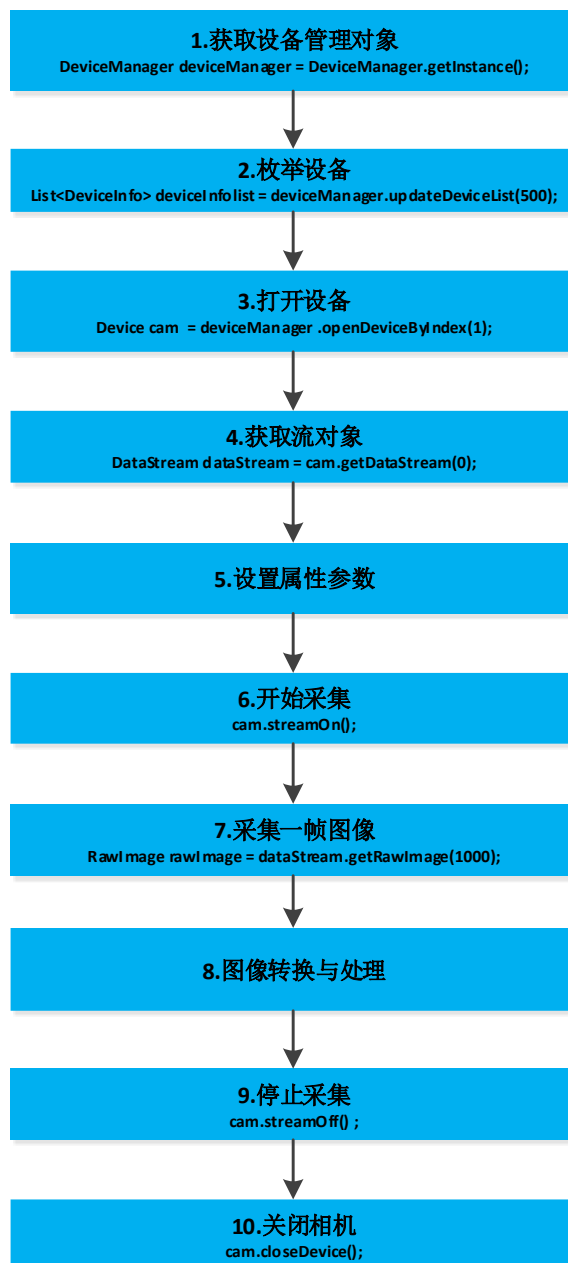 1.获取设备管理对象
DeviceManager deviceManager = DeviceManager.getInstance();
2.枚举设备
List<DeviceInfo> deviceInfolist = deviceManager.updateDeviceList(500);
3.打开设备
Device cam = deviceManager .openDeviceByIndex(1);
4.获取流对象
DataStream dataStream = cam.getDataStream(0);
5.设置属性参数
6.开始采集
cam.streamOn();
7.采集一帧图像
RawImage rawImage = dataStream.getRawImage(1000);
8.图像转换与处理
9.停止采集
cam.streamOff() ;
10.关闭相机
cam.closeDevice();